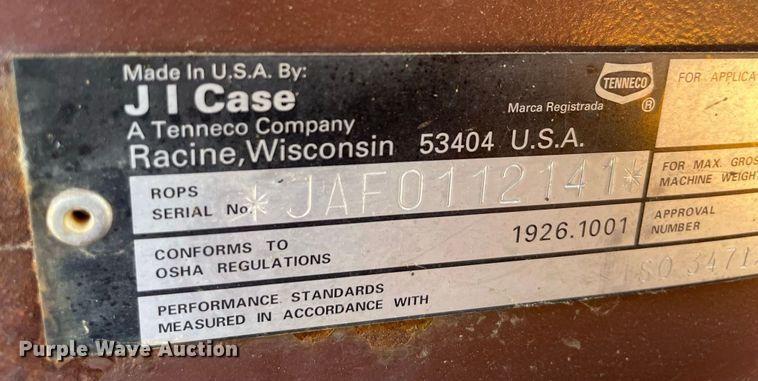 Made In U.S.A. By:
J I Case
A Tenneco Company
Racine, Wisconsin 53404 U.S.A.
TENNECO
Marca Registrada ®
FOR APPLICA
ROPS
SERIAL No. *JAF0112141*
FOR MAX. GROS
MACHINE WEIGH
CONFORMS TO
OSHA REGULATIONS 1926.1001
APPROVAL
NUMBER
PERFORMANCE STANDARDS
MEASURED IN ACCORDANCE WITH ISO 3471
Purple Wave Auction